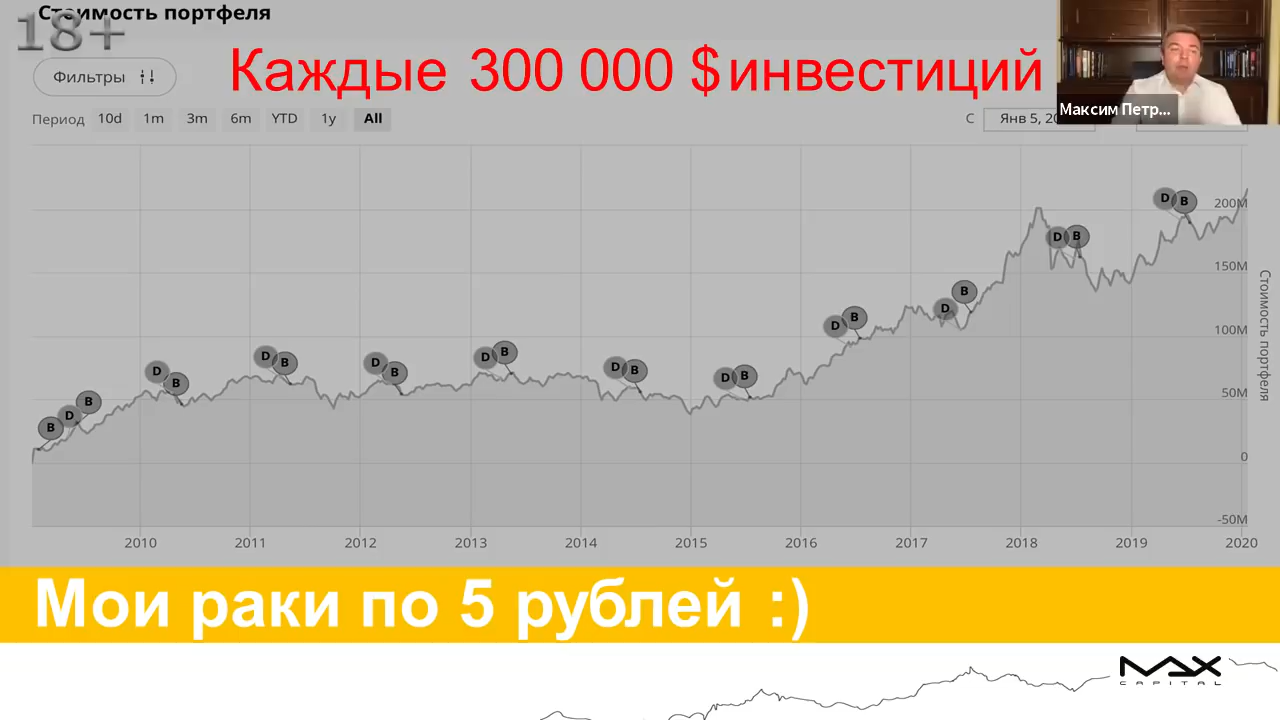 Стоимость портфеля
18+
Каждые 300 000 $ инвестиций
Фильтры
Период 10d 1m 3m 6m YTD 1y All
С Янв 5, 20
Максим Петр...
D B
D B
200M
D B
150M
B
D
D B
100M
D B
D B
D B
D B
D B
D B
50M
B D B
0
-50M
Стоимость портфеля
2010 2011 2012 2013 2014 2015 2016 2017 2018 2019 2020
Мои раки по 5 рублей :)
MAX
CAPITAL